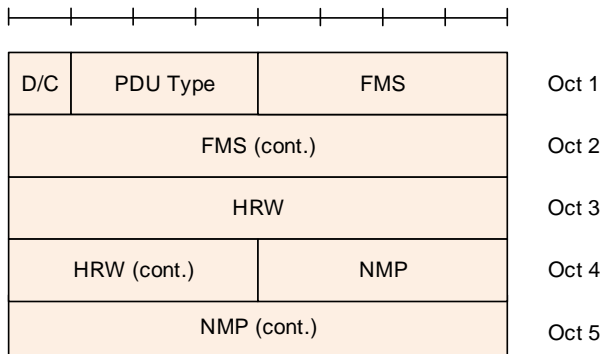 D/C PDU Type FMS Oct 1
FMS (cont.) Oct 2
HRW Oct 3
HRW (cont.) NMP Oct 4
NMP (cont.) Oct 5